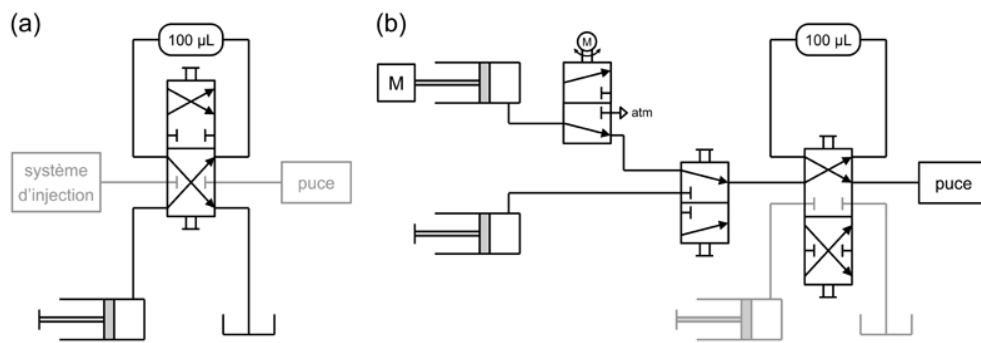 (a)
100 µL
système
d'injection
puce
(b)
M
M
atm
100 µL
puce